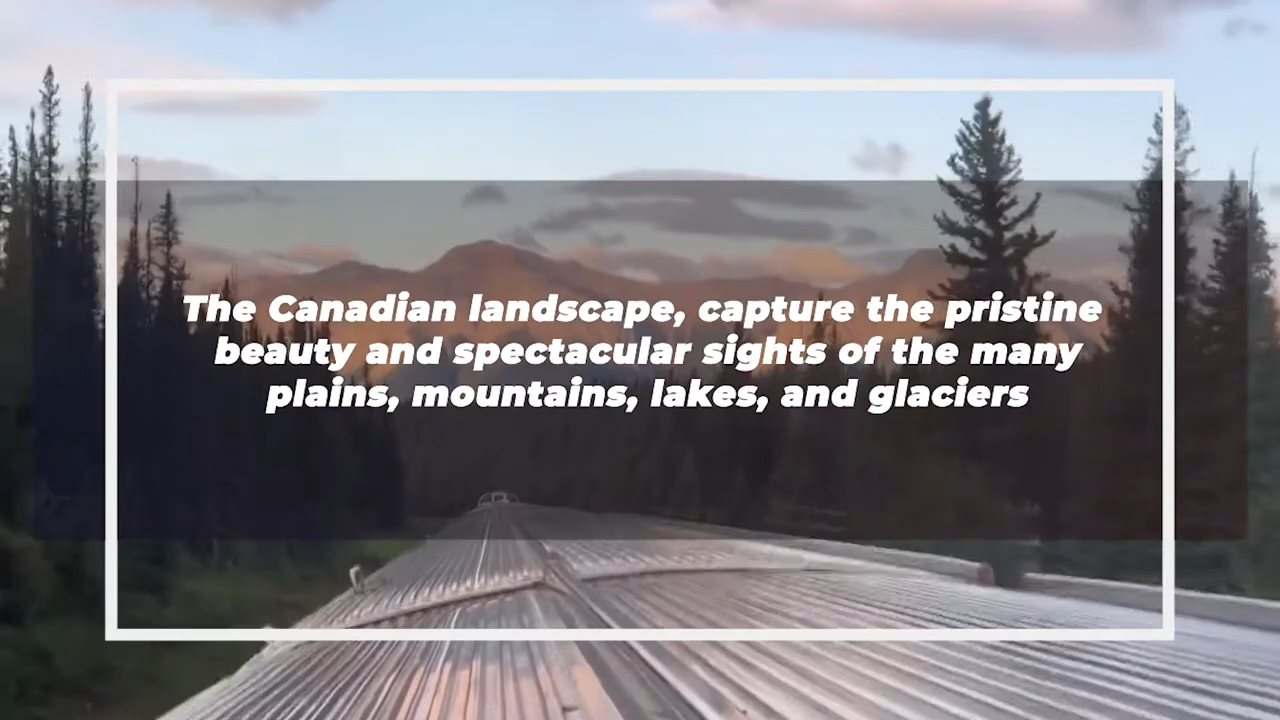 The Canadian landscape, capture the pristine
beauty and spectacular sights of the many
plains, mountains, lakes, and glaciers